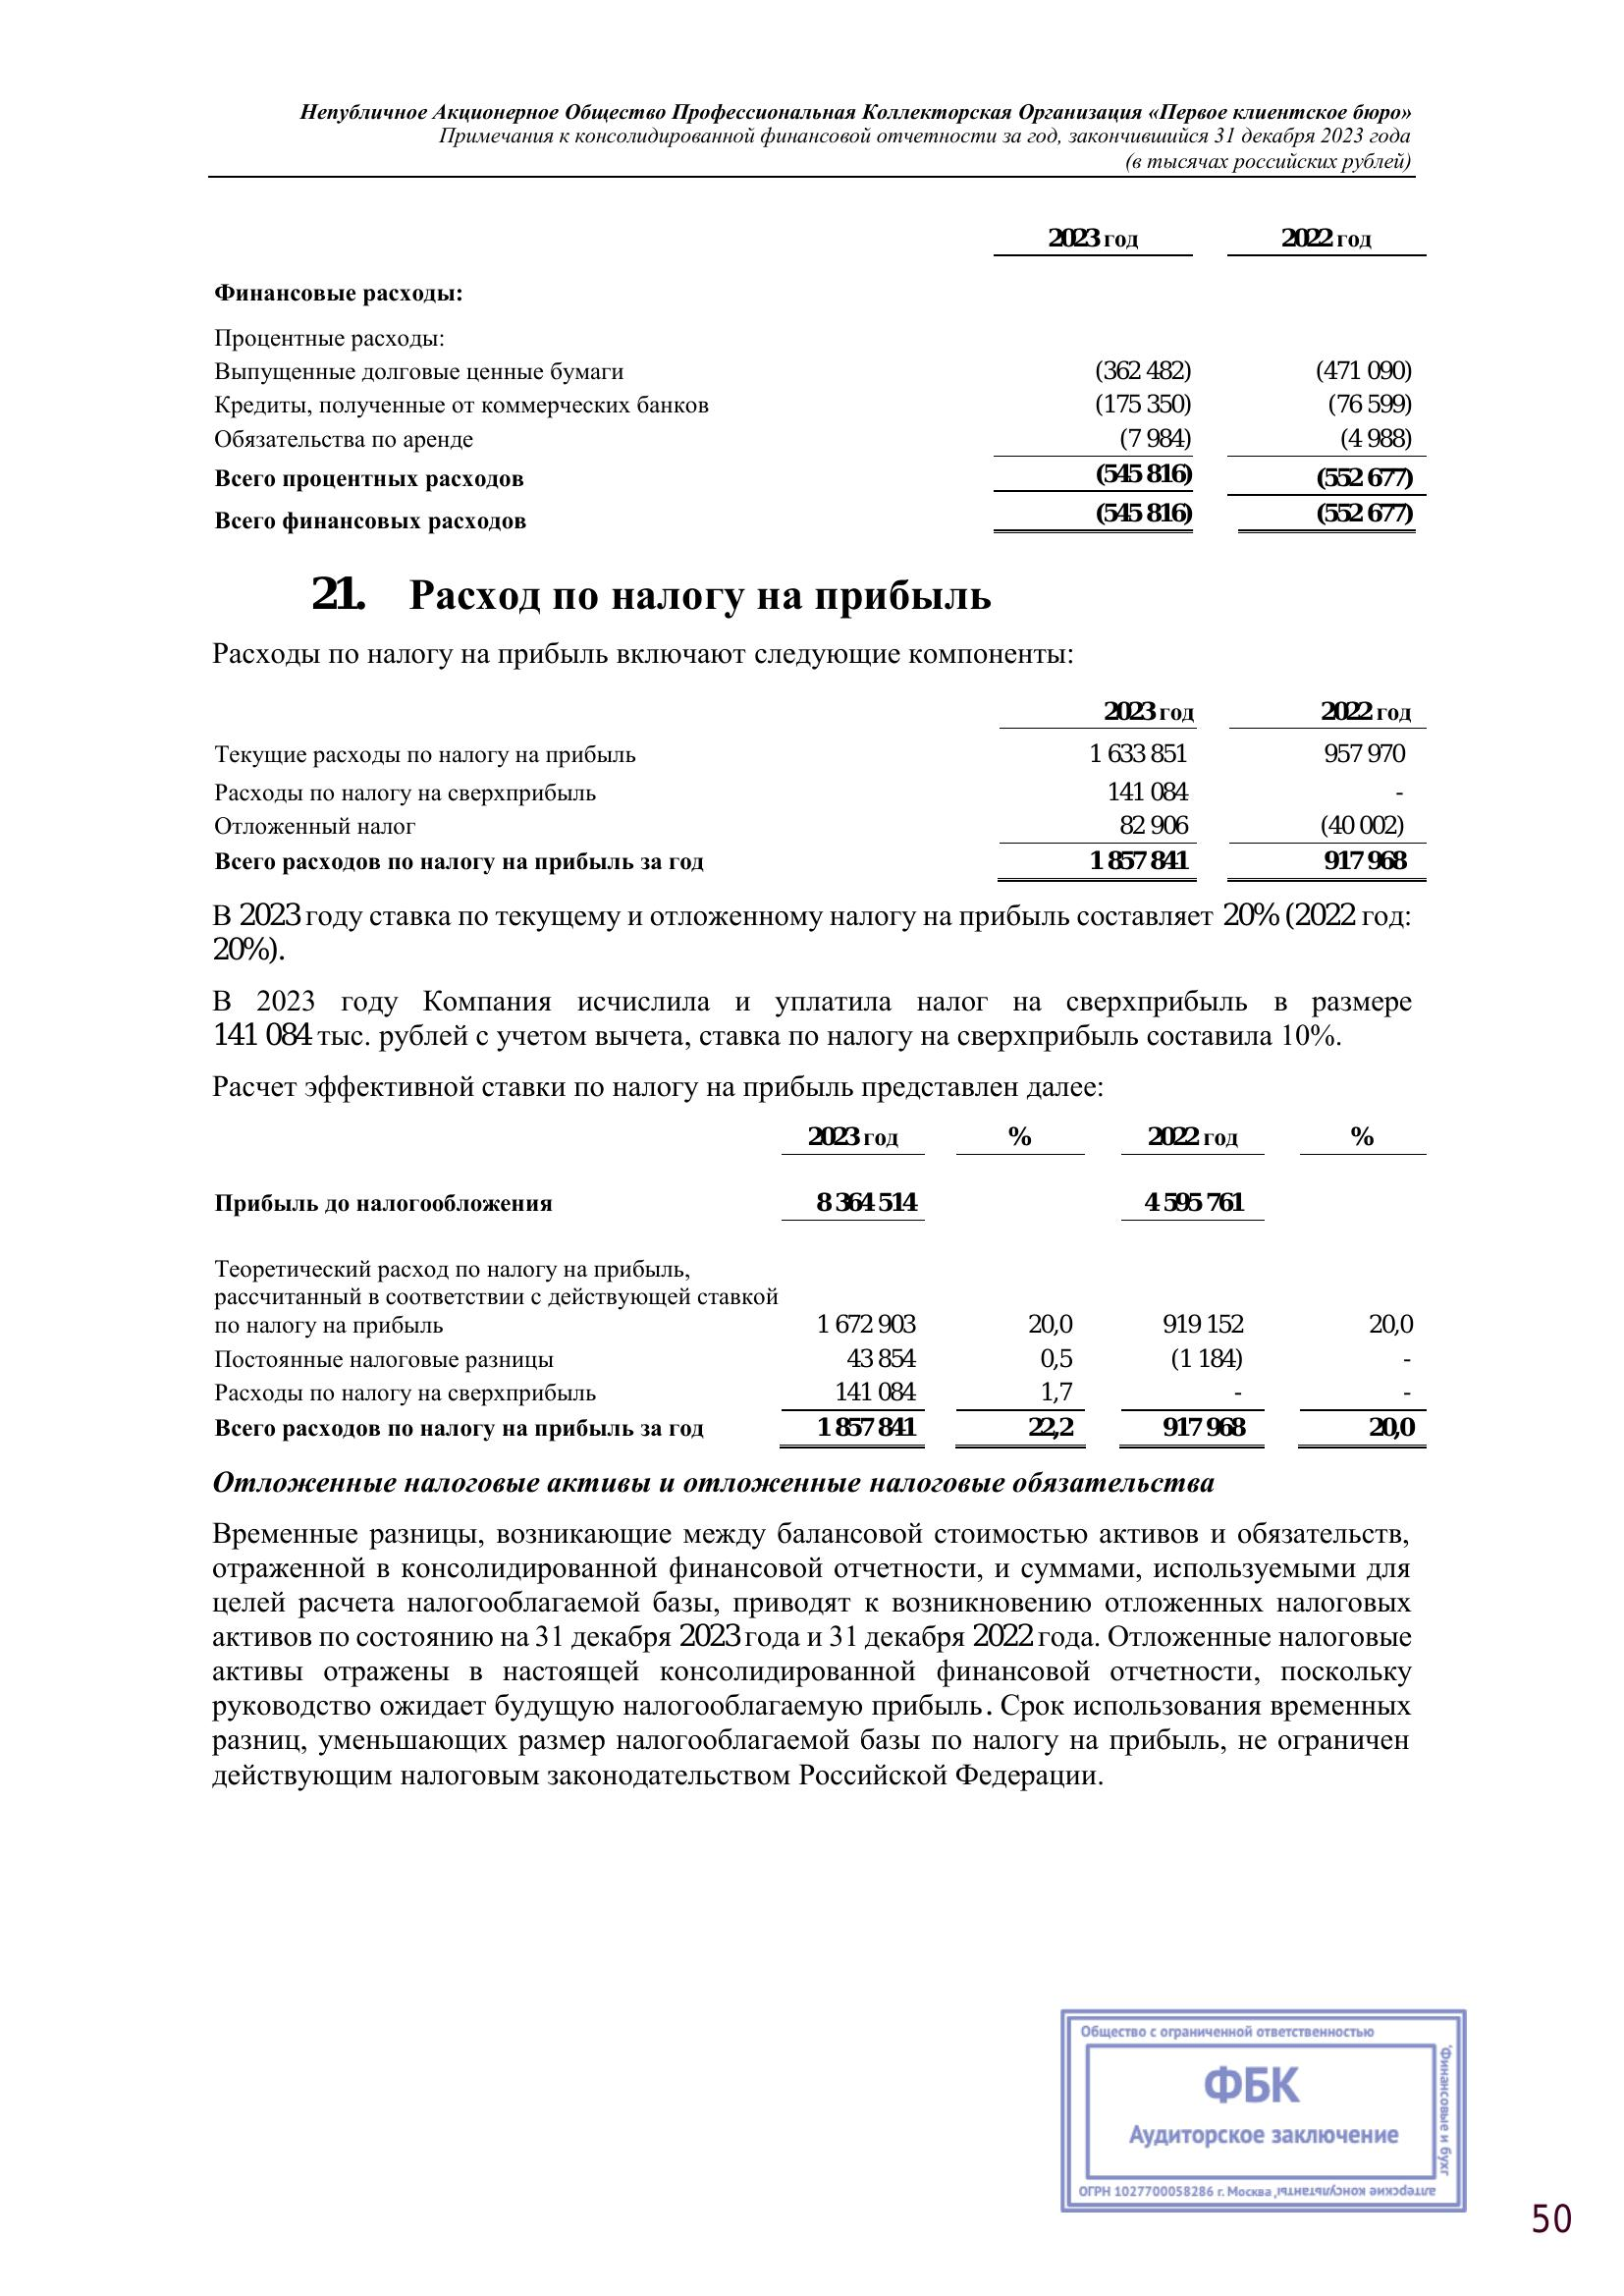 Непубличное Акционерное Общество Профессиональная Коллекторская Организация «Первое клиентское бюро»
Примечания к консолидированной финансовой отчетности за год, закончившийся 31 декабря 2023 года
(в тысячах российских рублей)
2023 год 2022 год
Финансовые расходы:
Процентные расходы:
Выпущенные долговые ценные бумаги (362 482) (471 090)
Кредиты, полученные от коммерческих банков (175 350) (76 599)
Обязательства по аренде (7 984) (4 988)
Всего процентных расходов (545 816) (552 677)
Всего финансовых расходов (545 816) (552 677)
21. Расход по налогу на прибыль
Расходы по налогу на прибыль включают следующие компоненты:
2023 год 2022 год
Текущие расходы по налогу на прибыль 1 633 851 957 970
Расходы по налогу на сверхприбыль 141 084 -
Отложенный налог 82 906 (40 002)
Всего расходов по налогу на прибыль за год 1 857 841 917 968
В 2023 году ставка по текущему и отложенному налогу на прибыль составляет 20% (2022 год:
20%).
В 2023 году Компания исчислила и уплатила налог на сверхприбыль в размере
141 084 тыс. рублей с учетом вычета, ставка по налогу на сверхприбыль составила 10%.
Расчет эффективной ставки по налогу на прибыль представлен далее:
2023 год % 2022 год %
Прибыль до налогообложения 8 364 514 4 595 761
Теоретический расход по налогу на прибыль,
рассчитанный в соответствии с действующей ставкой
по налогу на прибыль 1 672 903 20,0 919 152 20,0
Постоянные налоговые разницы 43 854 0,5 (1 184) -
Расходы по налогу на сверхприбыль 141 084 1,7 - -
Всего расходов по налогу на прибыль за год 1 857 841 22,2 917 968 20,0
Отложенные налоговые активы и отложенные налоговые обязательства
Временные разницы, возникающие между балансовой стоимостью активов и обязательств,
отраженной в консолидированной финансовой отчетности, и суммами, используемыми для
целей расчета налогооблагаемой базы, приводят к возникновению отложенных налоговых
активов по состоянию на 31 декабря 2023 года и 31 декабря 2022 года. Отложенные налоговые
активы отражены в настоящей консолидированной финансовой отчетности, поскольку
руководство ожидает будущую налогооблагаемую прибыль. Срок использования временных
разниц, уменьшающих размер налогооблагаемой базы по налогу на прибыль, не ограничен
действующим налоговым законодательством Российской Федерации.
Общество с ограниченной ответственностью
"Финансовые и бухг
алтерские консультанты"
ФБК
Аудиторское заключение
ОГРН 1027700058286 г. Москва
50